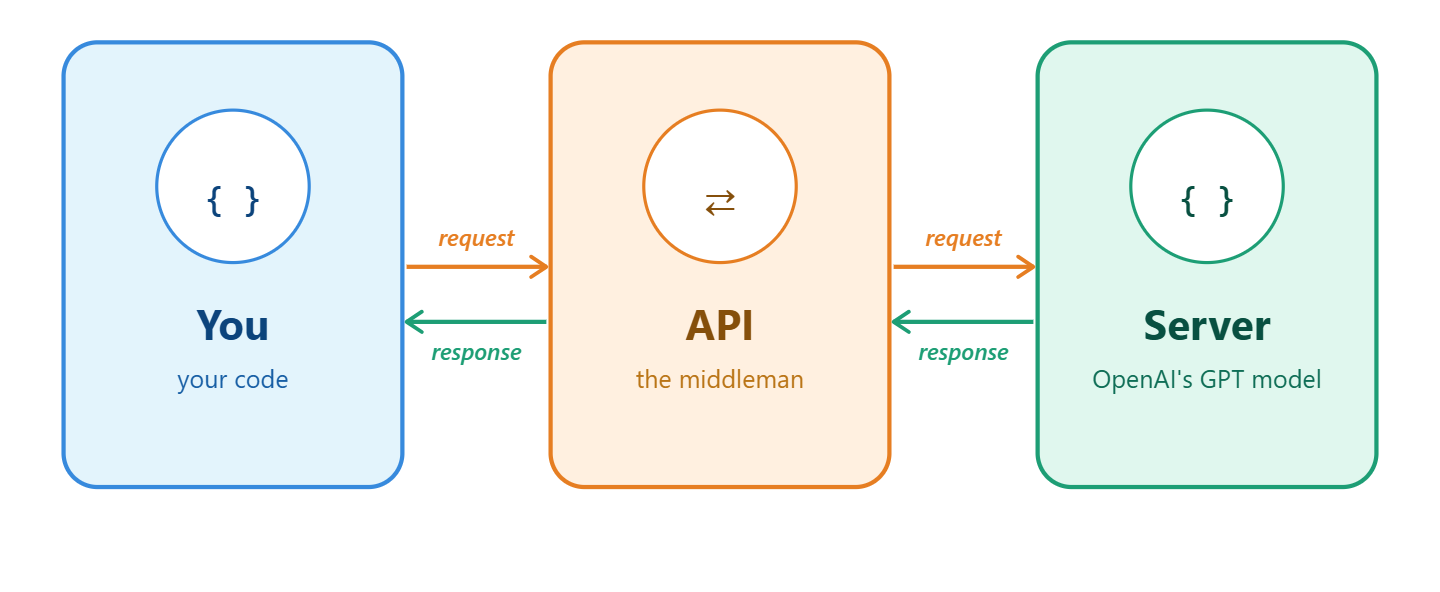 { }
⇄
{ }
request
request
You
API
Server
response
response
your code
the middleman
OpenAI's GPT model